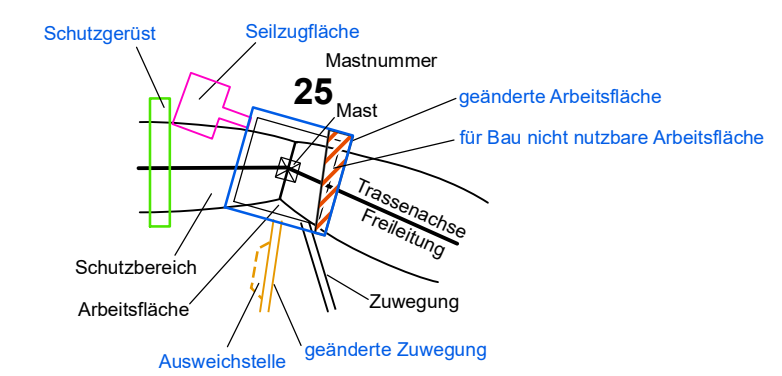 Schutzgerüst
Seilzugfläche
Mastnummer
25
Mast
geänderte Arbeitsfläche
für Bau nicht nutzbare Arbeitsfläche
Trassenachse
Freileitung
Schutzbereich
Arbeitsfläche
Zuwegung
Ausweichstelle
geänderte Zuwegung